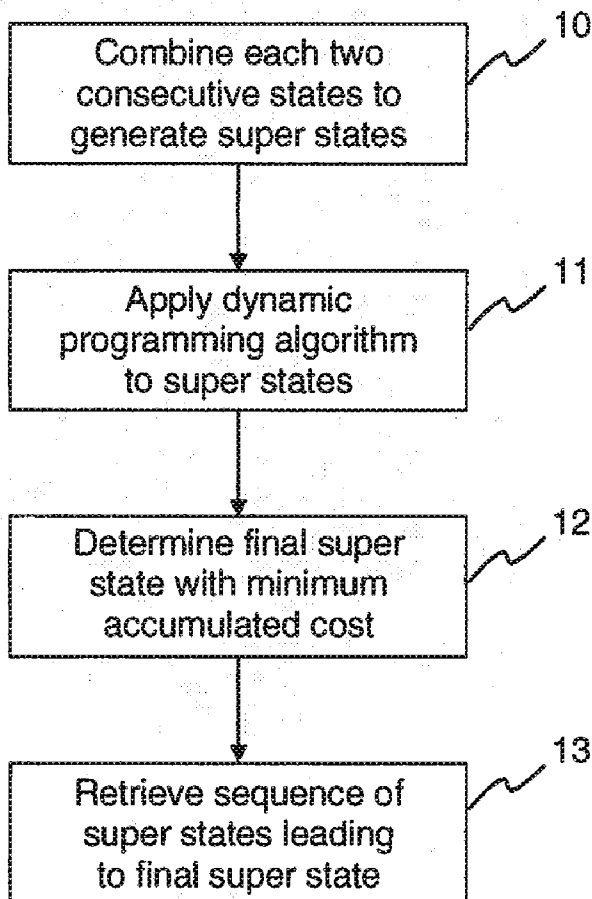 10
Combine each two
consecutive states to
generate super states
11
Apply dynamic
programming algorithm
to super states
12
Determine final super
state with minimum
accumulated cost
13
Retrieve sequence of
super states leading
to final super state